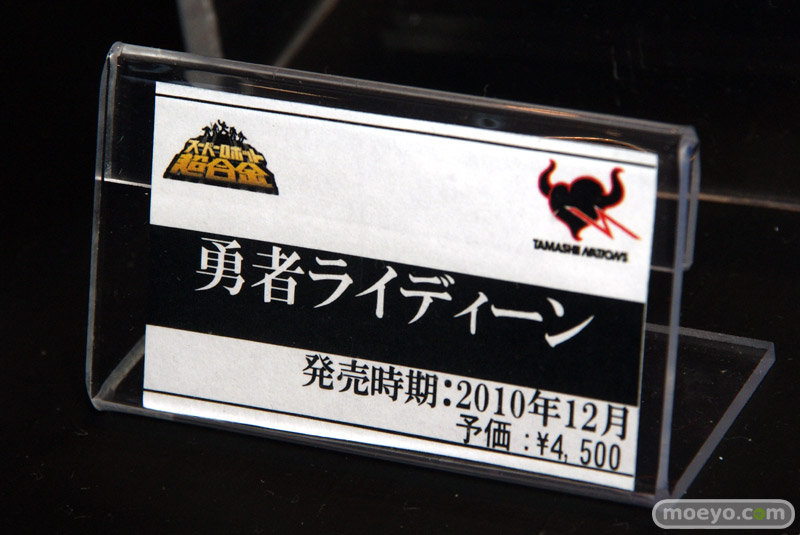 スーパーロボット
超合金
TAMASHII NATIONS
勇者ライディーン
発売時期:2010年12月
予価:¥4,500
moeyo.com